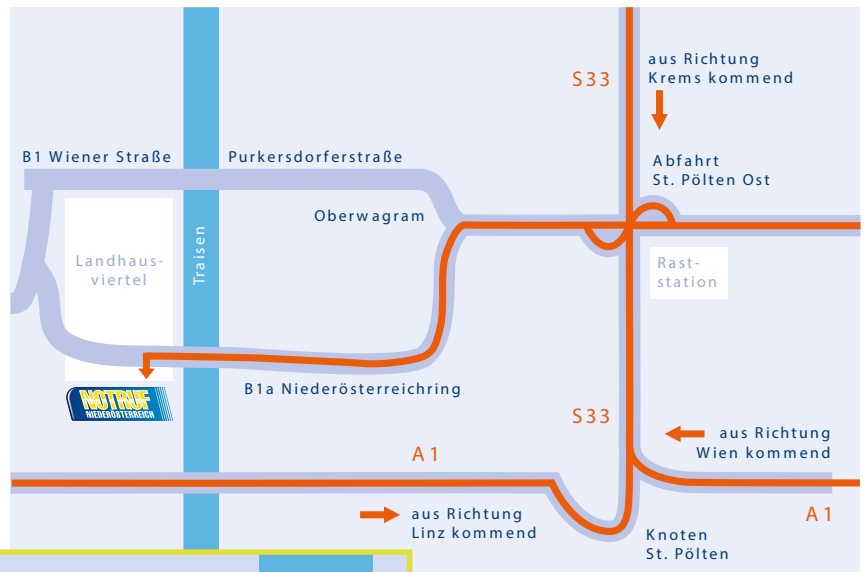 aus Richtung
Krems kommend
S33
B1 Wiener Straße
Purkersdorferstraße
Abfahrt
St. Pölten Ost
Oberwagram
Traisen
Landhaus-
viertel
Rast-
station
B1a Niederösterreichring
NOTRUF
NIEDERÖSTERREICH
S33
aus Richtung
Wien kommend
A1
A1
aus Richtung
Linz kommend
Knoten
St. Pölten